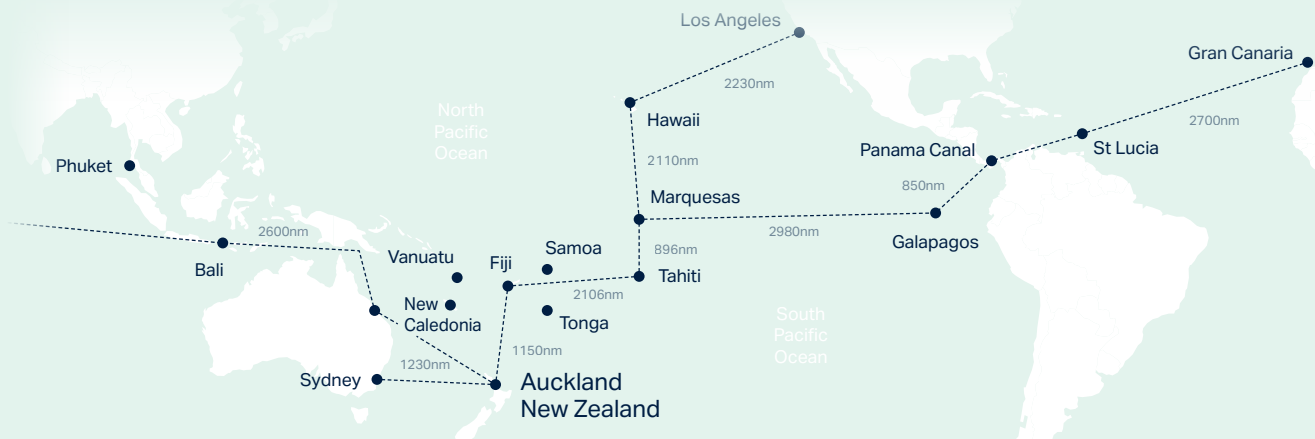 Los Angeles
Gran Canaria
2230nm
North
Pacific
Ocean
Hawaii
2700nm
Panama Canal
St Lucia
Phuket
2110nm
850nm
Marquesas
2600nm
2980nm
Galapagos
Bali
Vanuatu
Fiji
Samoa
896nm
Tahiti
2106nm
New
Caledonia
Tonga
South
Pacific
Ocean
1150nm
1230nm
Sydney
Auckland
New Zealand